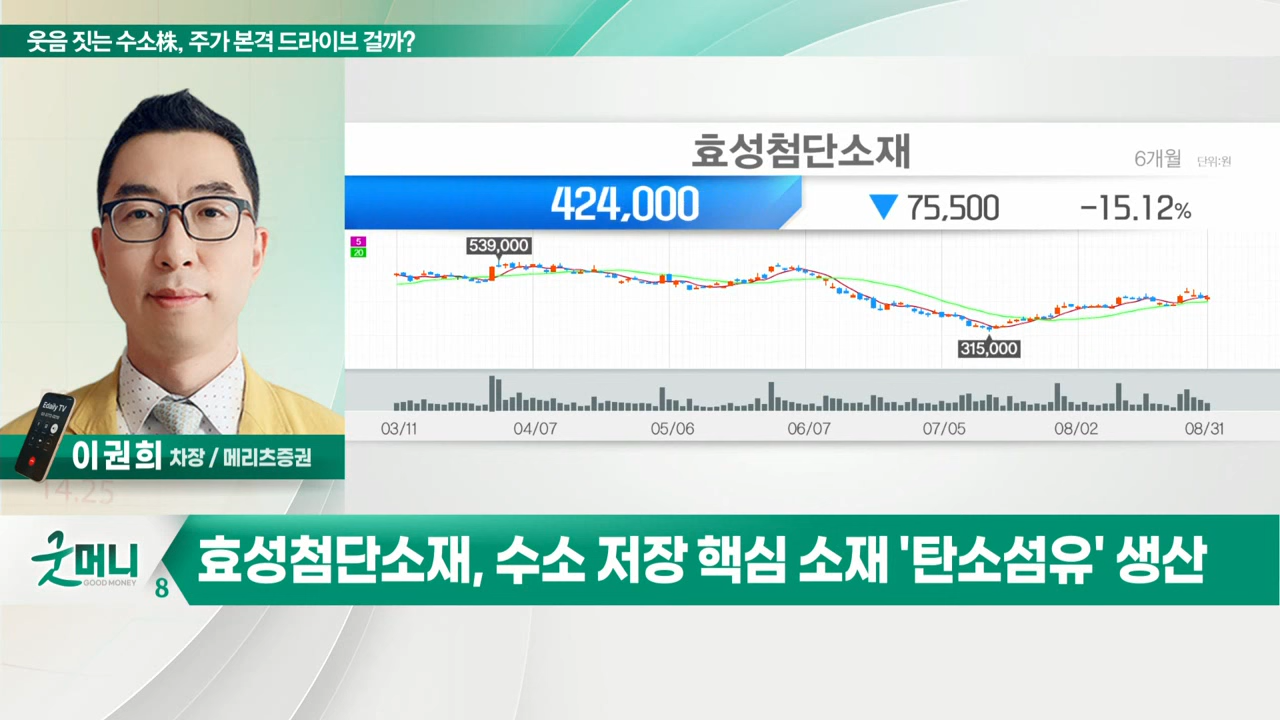 웃음 짓는 수소株, 주가 본격 드라이브 걸까?
효성첨단소재
6개월 단위:원
424,000 ▼75,500 -15.12%
5
20
539,000
315,000
03/11 04/07 05/06 06/07 07/05 08/02 08/31
Edaily TV
이권희 차장 / 메리츠증권
14.25
굿머니
GOOD MONEY
8
효성첨단소재, 수소 저장 핵심 소재 '탄소섬유' 생산